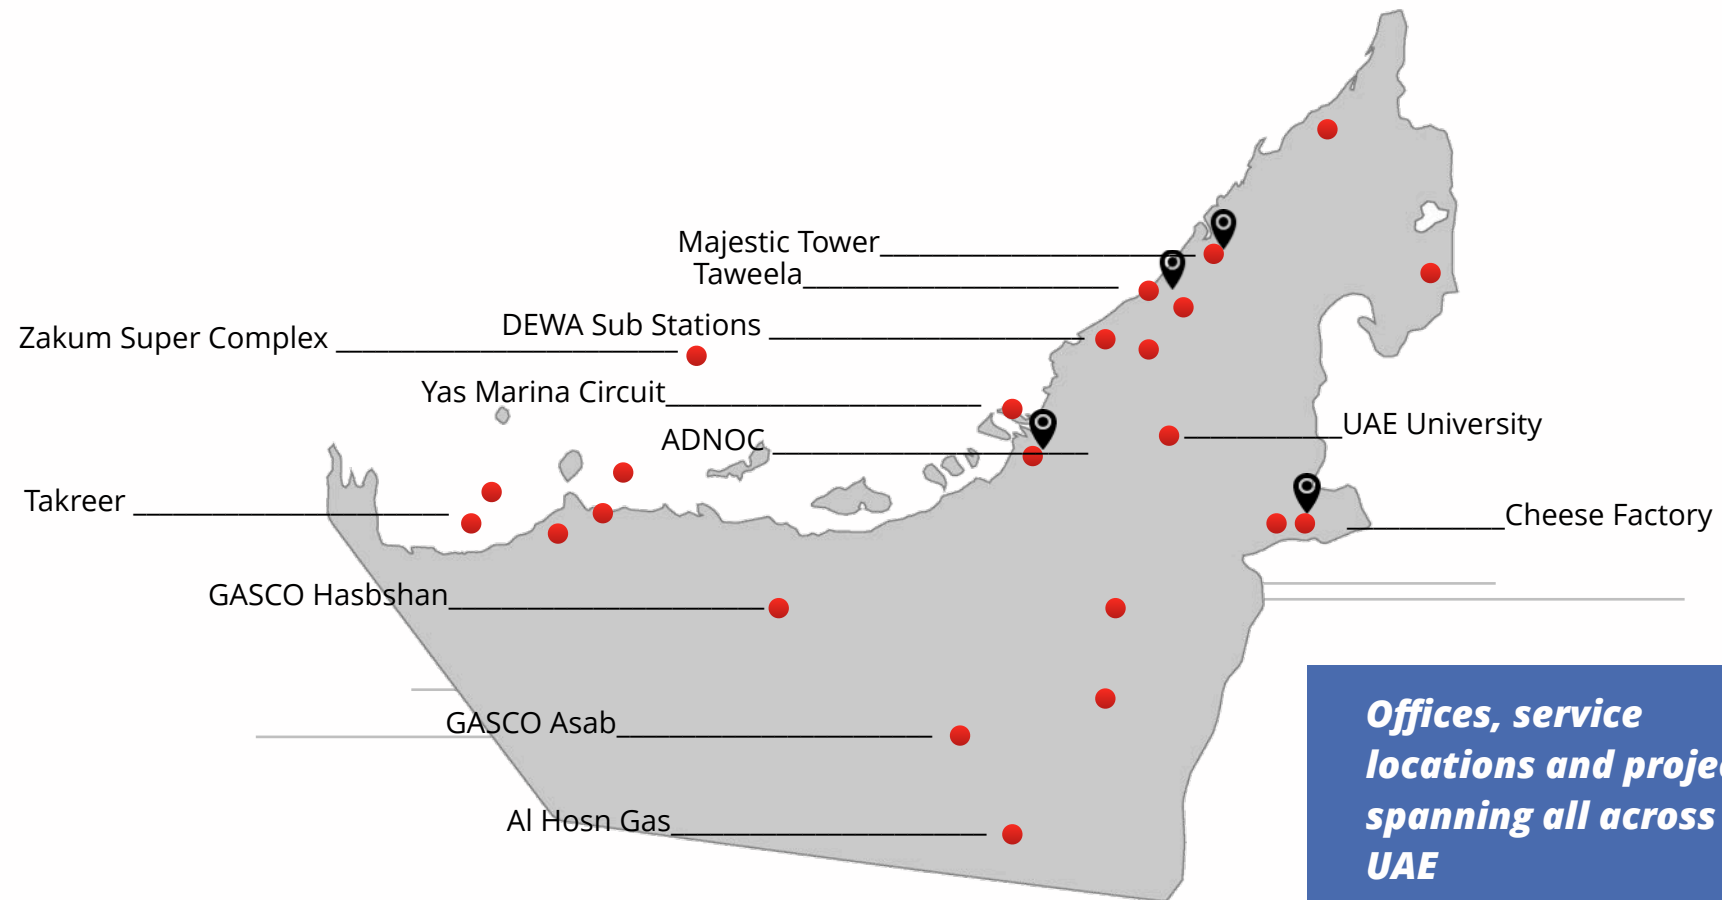 Majestic Tower
Taweela
DEWA Sub Stations
Zakum Super Complex
Yas Marina Circuit
UAE University
ADNOC
Takreer
Cheese Factory
GASCO Hasbshan
GASCO Asab
Al Hosn Gas
Offices, service
locations and proje
spanning all across
UAE